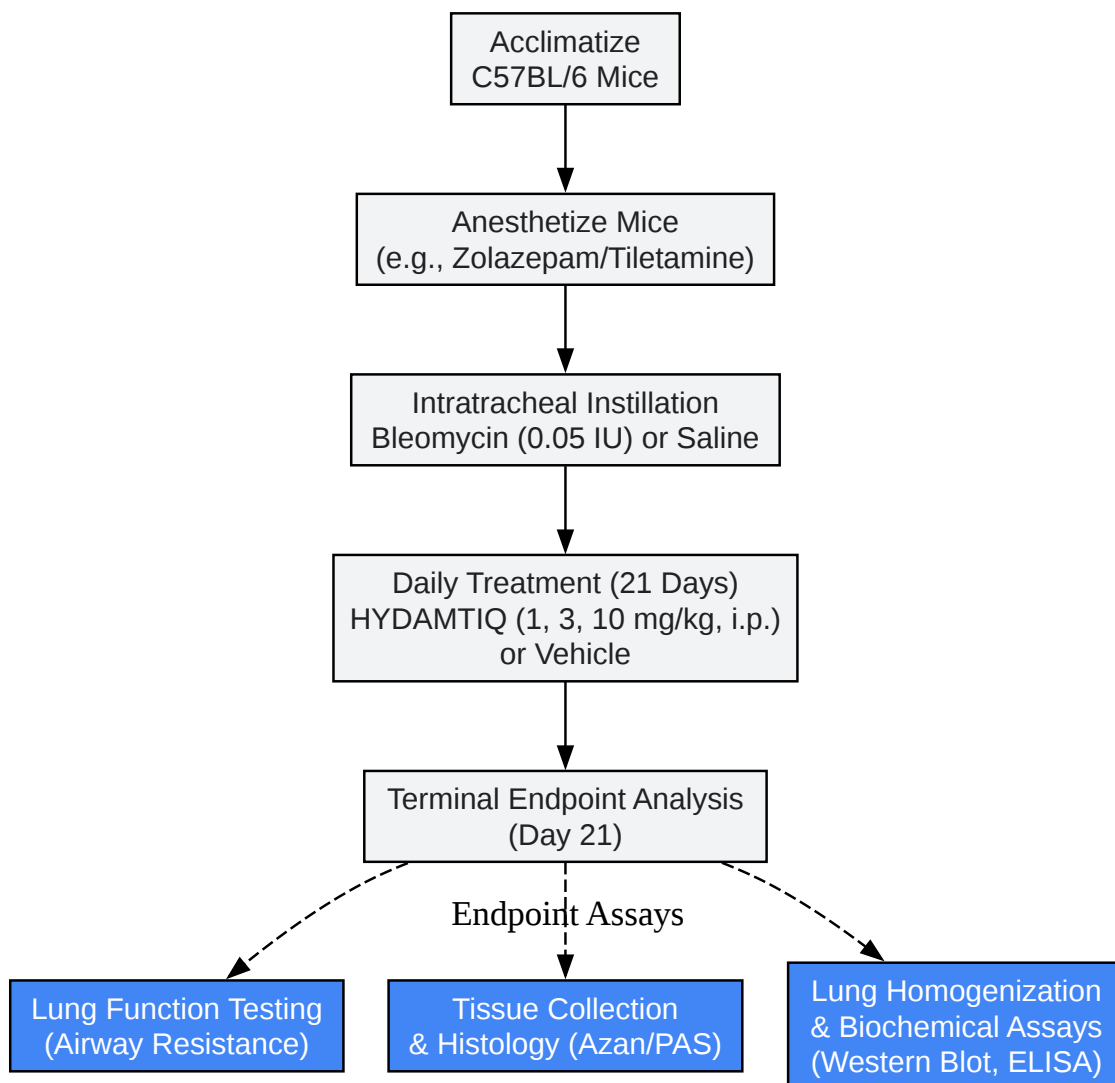 Acclimatize
C57BL/6 Mice
Anesthetize Mice
(e.g., Zolazepam/Tiletamine)
Intratracheal Instillation
Bleomycin (0.05 IU) or Saline
Daily Treatment (21 Days)
HYDAMTIQ (1, 3, 10 mg/kg, i.p.)
or Vehicle
Terminal Endpoint Analysis
(Day 21)
Endpoint Assays
Lung Function Testing
(Airway Resistance)
Tissue Collection
& Histology (Azan/PAS)
Lung Homogenization
& Biochemical Assays
(Western Blot, ELISA)